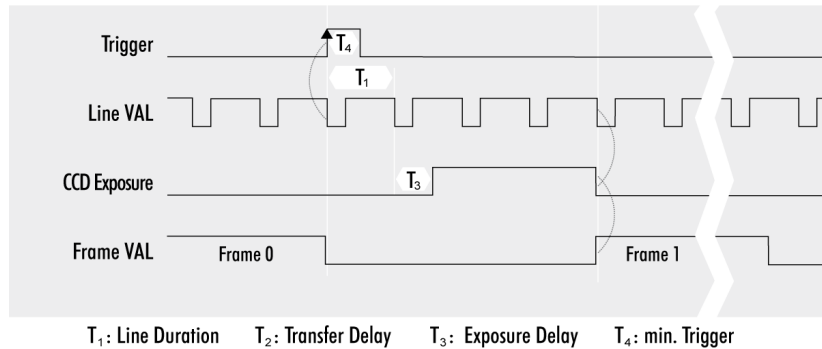 Trigger
T₄
T₁
Line VAL
CCD Exposure
T₃
Frame VAL
Frame 0
Frame 1
T₁: Line Duration T₂: Transfer Delay T₃: Exposure Delay T₄: min. Trigger